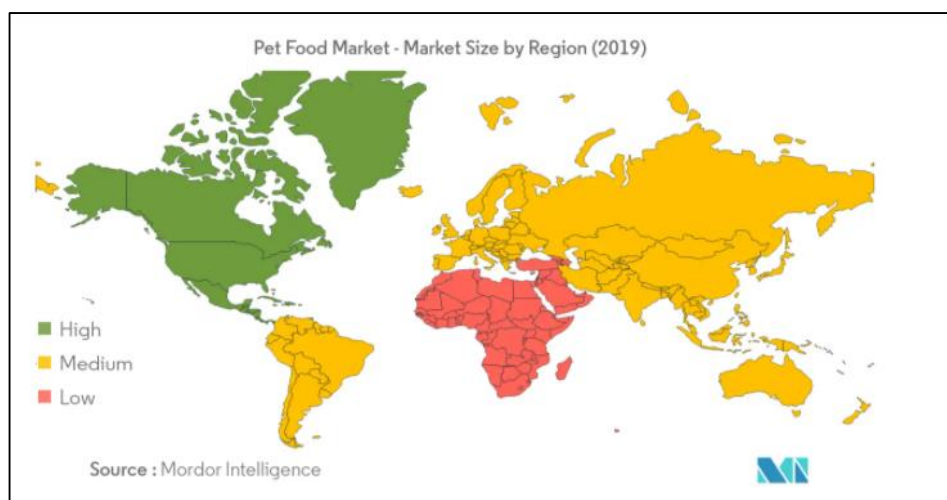 Pet Food Market - Market Size by Region (2019)
High
Medium
Low
Source : Mordor Intelligence